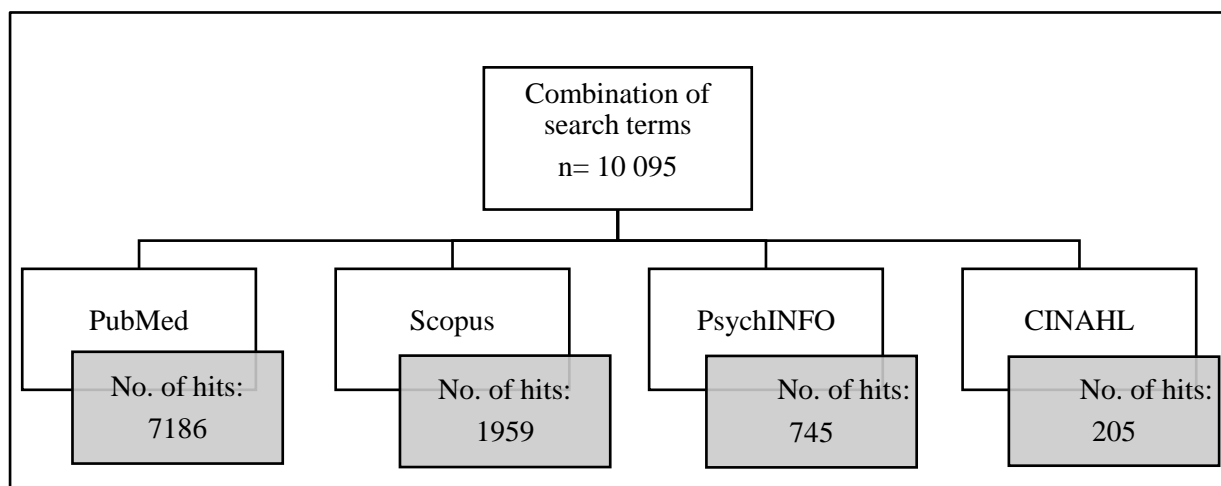 Combination of
search terms
n= 10 095
PubMed
No. of hits:
7186
Scopus
No. of hits:
1959
PsychINFO
No. of hits:
745
CINAHL
No. of hits:
205